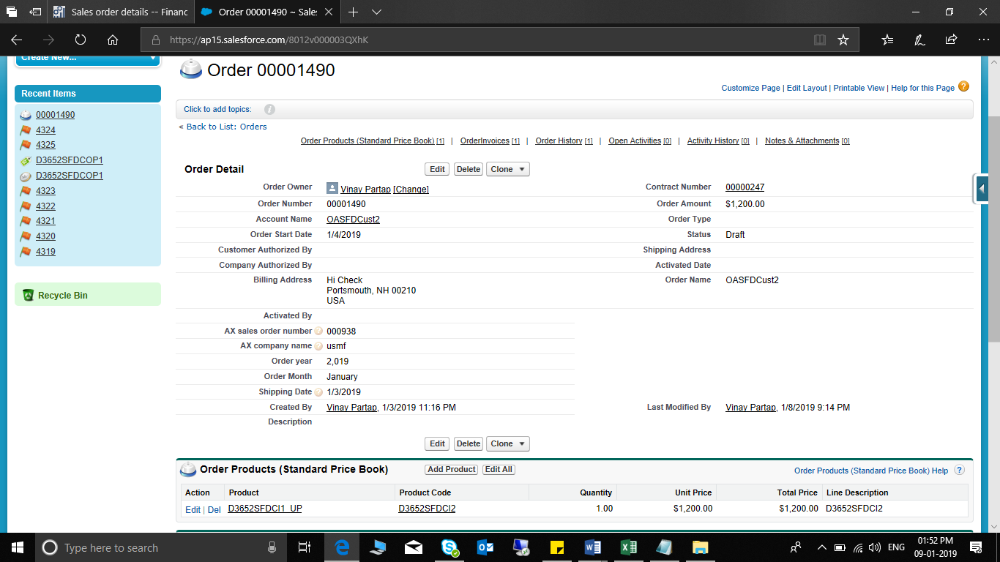 Sales order details -- Financ
Order 00001490 ~ Sale:
https://ap15.salesforce.com/8012v000003QXhK
Create New...
Order 00001490
Customize Page | Edit Layout | Printable View | Help for this Page ?
Recent Items
00001490
4324
4325
D3652SFDCOP1
D3652SFDCOP1
4323
4322
4321
4320
4319
Recycle Bin
Click to add topics: i
« Back to List: Orders
Order Products (Standard Price Book) [1] | OrderInvoices [1] | Order History [1] | Open Activities [0] | Activity History [0] | Notes & Attachments [0]
Order Detail Edit Delete Clone
Order Owner Vinay Partap [Change] Contract Number 00000247
Order Number 00001490 Order Amount $1,200.00
Account Name OASFDCust2 Order Type
Order Start Date 1/4/2019 Status Draft
Customer Authorized By Shipping Address
Company Authorized By Activated Date
Billing Address Hi Check Order Name OASFDCust2
Portsmouth, NH 00210
USA
Activated By
AX sales order number ? 000938
AX company name ? usmf
Order year 2,019
Order Month January
Shipping Date ? 1/3/2019
Created By Vinay Partap, 1/3/2019 11:16 PM Last Modified By Vinay Partap, 1/8/2019 9:14 PM
Description
Edit Delete Clone
Order Products (Standard Price Book) Add Product Edit All Order Products (Standard Price Book) Help ?
Action Product Product Code Quantity Unit Price Total Price Line Description
Edit | Del D3652SFDCI1_UP D3652SFDCI2 1.00 $1,200.00 $1,200.00 D3652SFDCI2
Type here to search
ENG
01:52 PM
09-01-2019